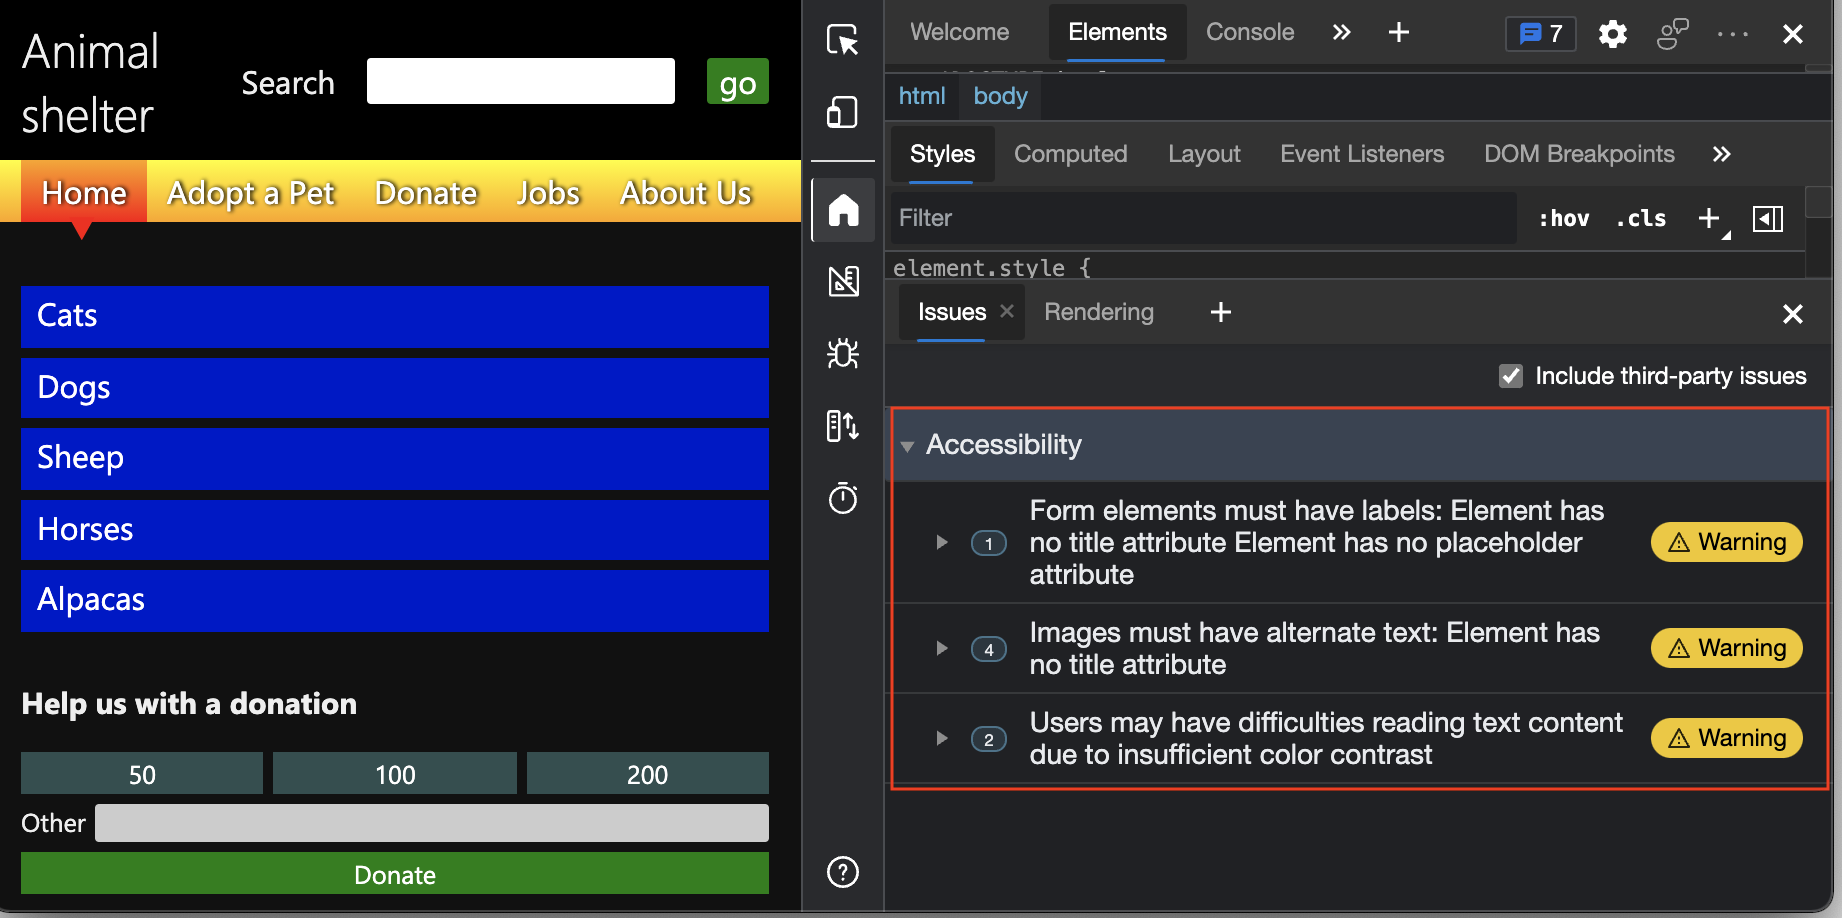 Animal
shelter
Search
go
Home Adopt a Pet Donate Jobs About Us
Cats
Dogs
Sheep
Horses
Alpacas
Help us with a donation
50 100 200
Other
Donate
Welcome Elements Console » + 7
html body
Styles Computed Layout Event Listeners DOM Breakpoints »
Filter :hov .cls +
element.style {
Issues × Rendering +
Include third-party issues
Accessibility
1 Form elements must have labels: Element has
no title attribute Element has no placeholder
attribute
Warning
4 Images must have alternate text: Element has
no title attribute
Warning
2 Users may have difficulties reading text content
due to insufficient color contrast
Warning